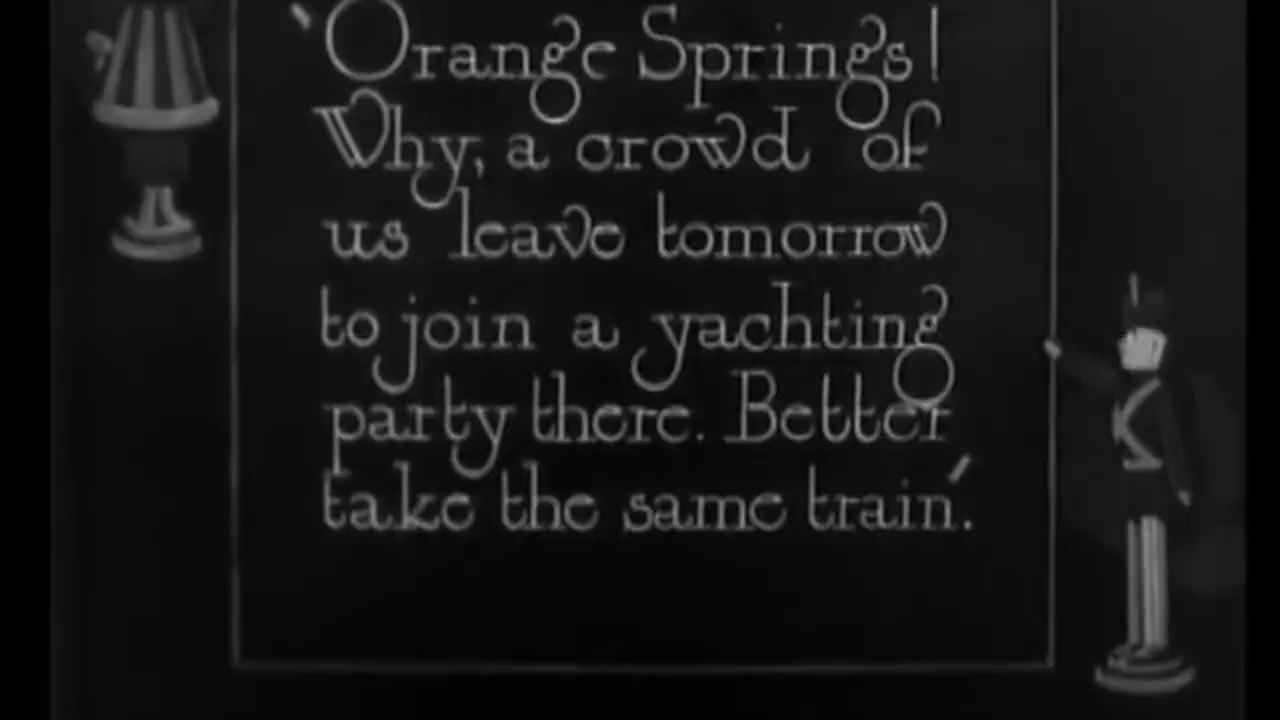 'Orange Springs!
Why, a crowd of
us leave tomorrow
to join a yachting
party there. Better
take the same train'.